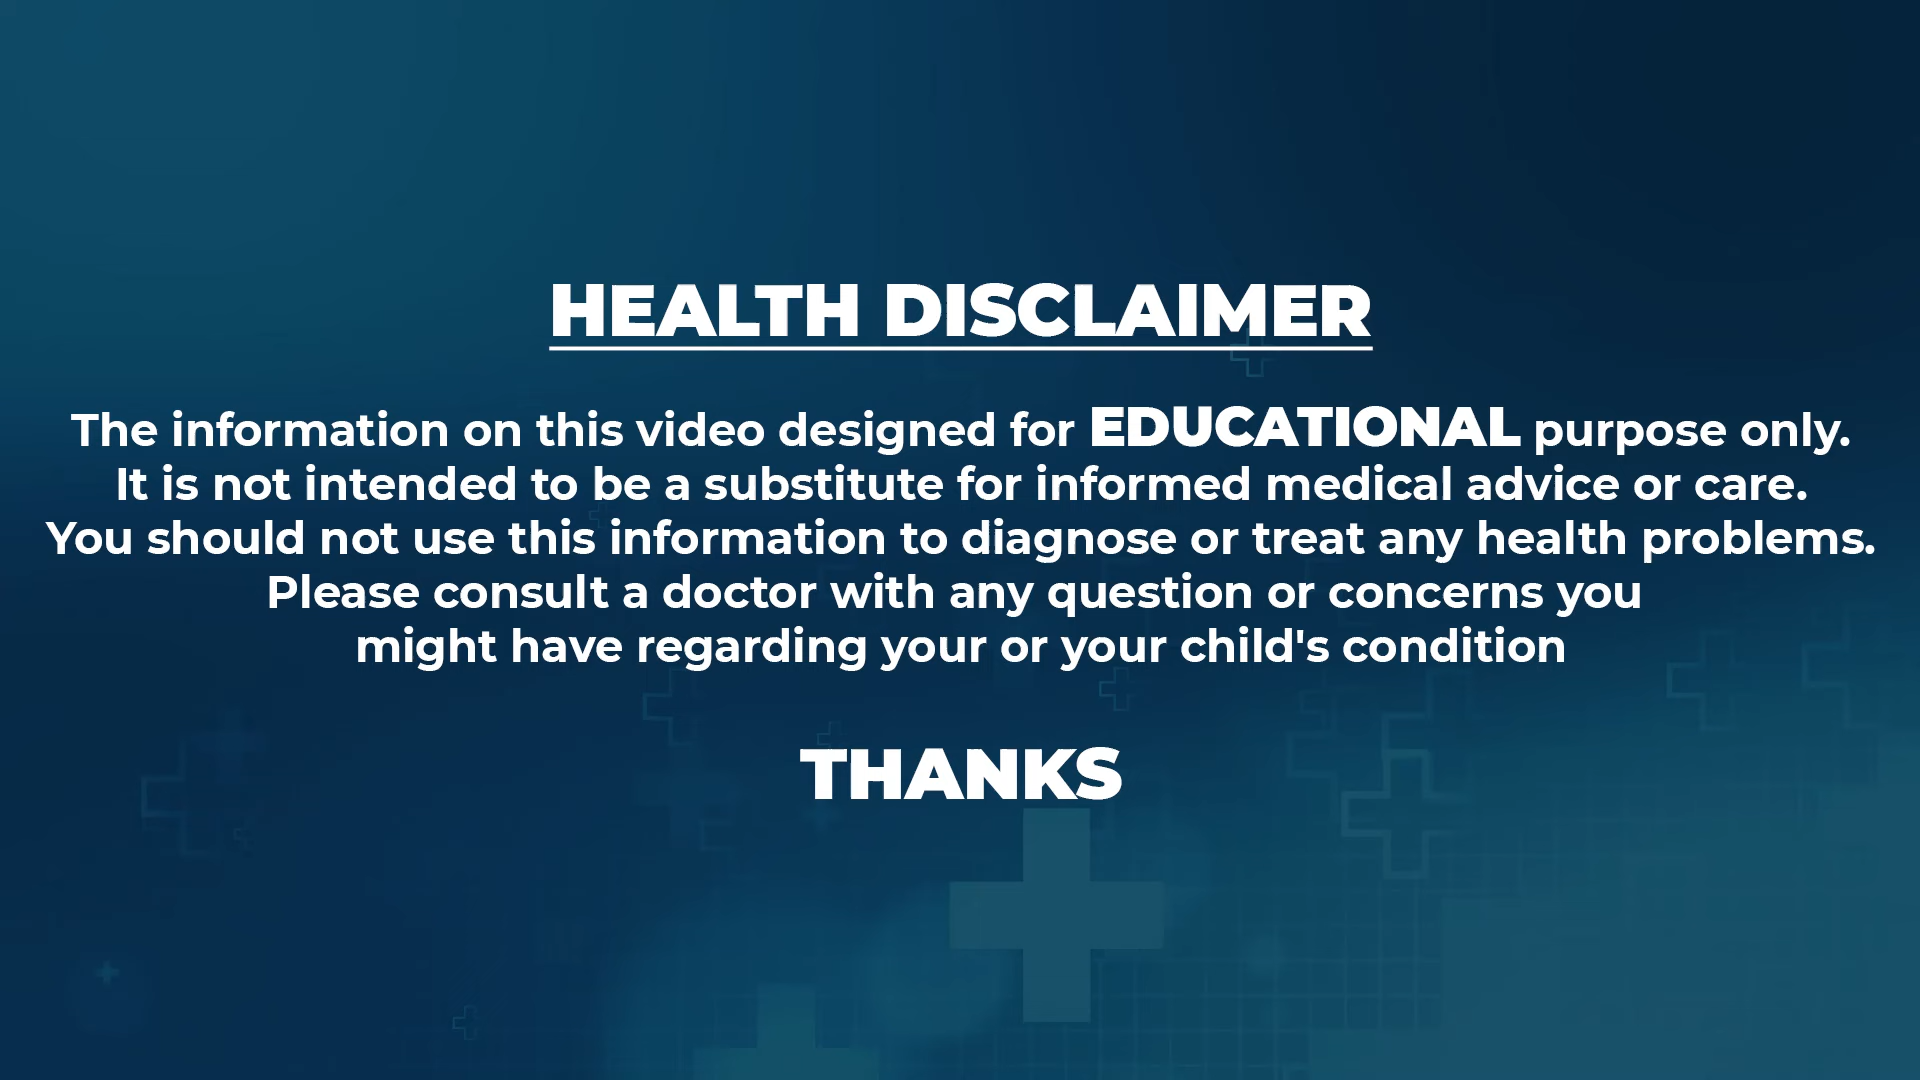 HEALTH DISCLAIMER
The information on this video designed for EDUCATIONAL purpose only.
It is not intended to be a substitute for informed medical advice or care.
You should not use this information to diagnose or treat any health problems.
Please consult a doctor with any question or concerns you
might have regarding your or your child's condition
THANKS